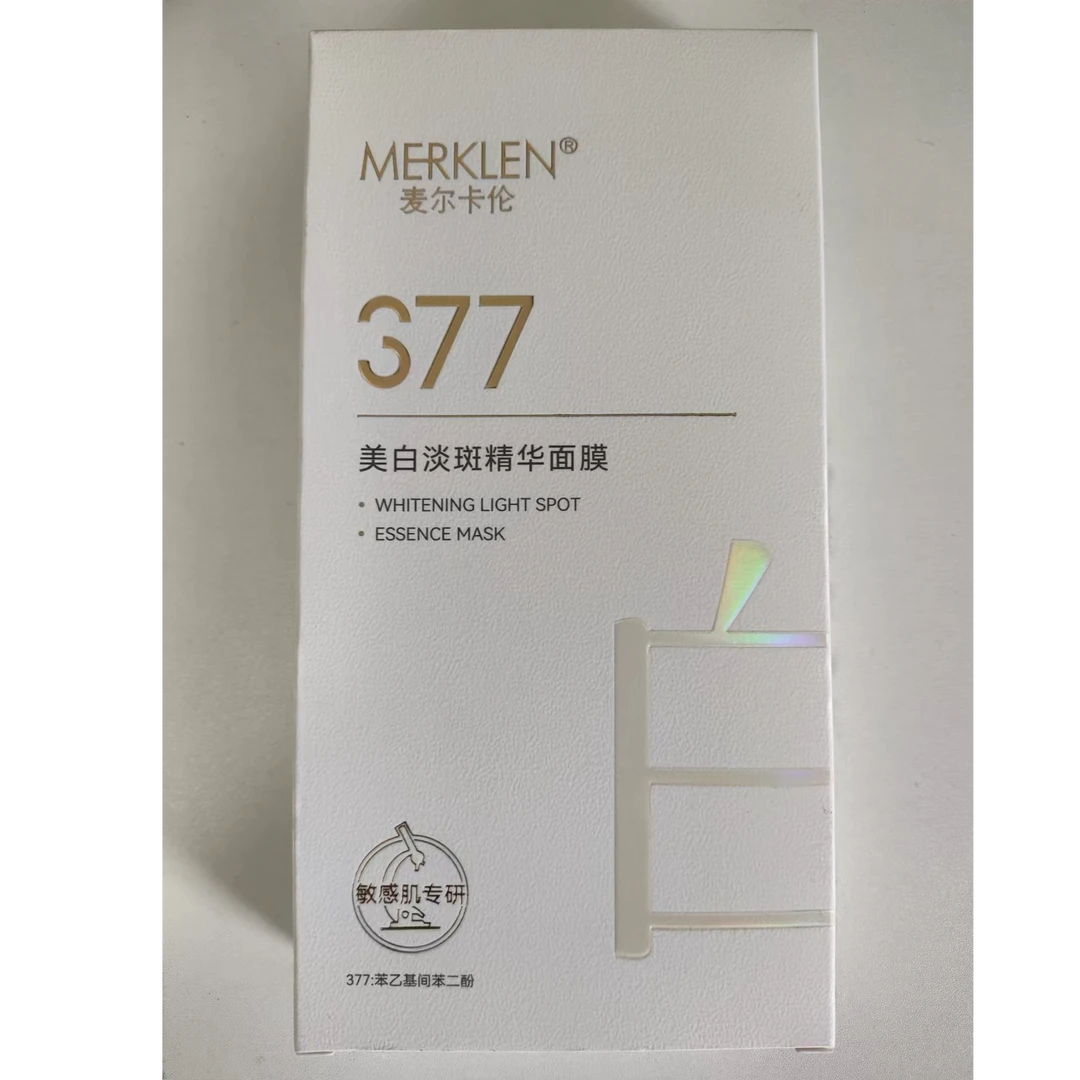 MERKLEN®
麦尔卡伦
377
美白淡斑精华面膜
• WHITENING LIGHT SPOT
• ESSENCE MASK
白
敏感肌专研
377:苯乙基间苯二酚